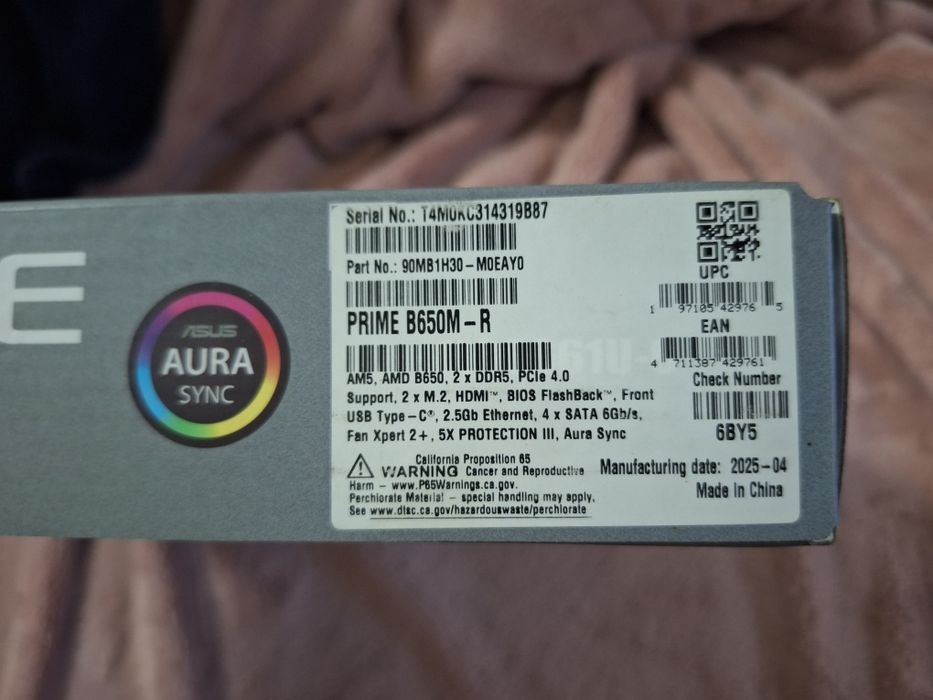 E
ASUS
AURA
SYNC
Serial No.: T4M0KC314319B87
Part No.: 90MB1H30-M0EAY0
PRIME B650M-R
AM5, AMD B650, 2 x DDR5, PCIe 4.0
Support, 2 x M.2, HDMI™, BIOS FlashBack™, Front
USB Type-C®, 2.5Gb Ethernet, 4 x SATA 6Gb/s,
Fan Xpert 2+, 5X PROTECTION III, Aura Sync
California Proposition 65
WARNING Cancer and Reproductive
Harm - www.P65Warnings.ca.gov.
Perchlorate Material - special handling may apply,
See www.dtsc.ca.gov/hazardouswaste/perchlorate
UPC
1 97105 42976 5
EAN
4 711387 429761
Check Number
6BY5
Manufacturing date: 2025-04
Made in China